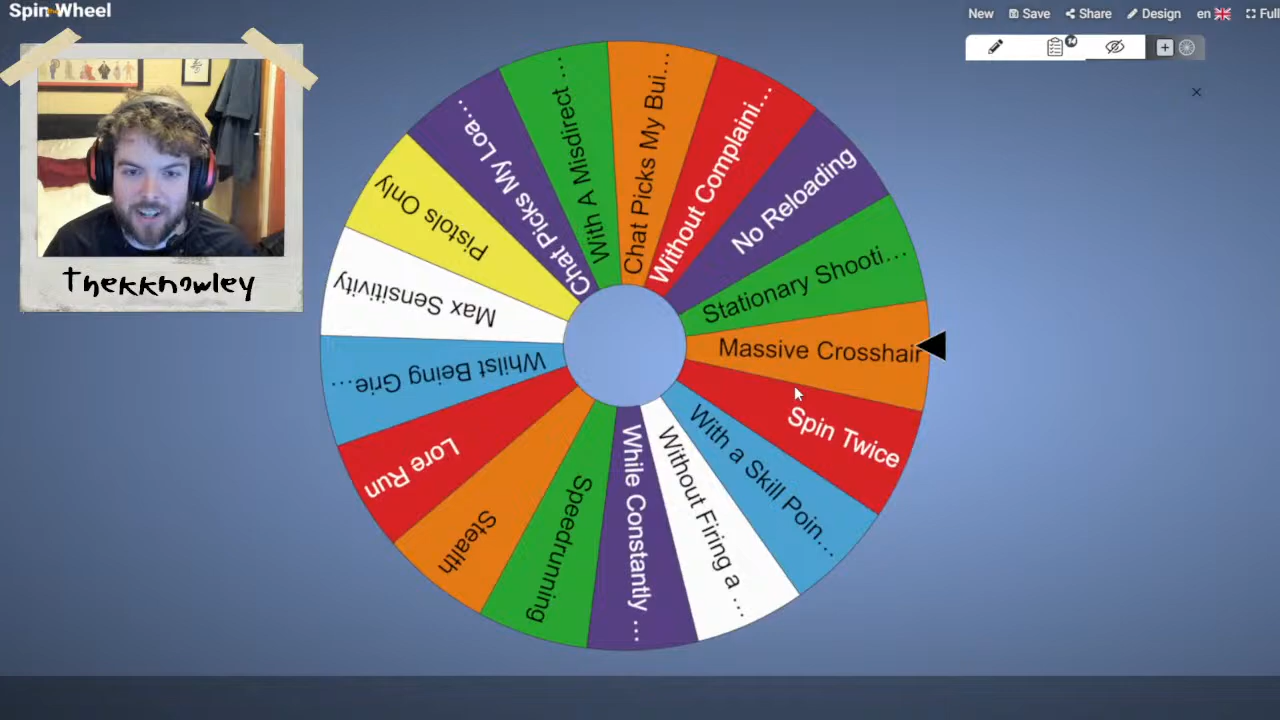 Spin the Wheel
New
Save
Share
Design
en
Full
14
Thekknowley
Chat Picks My Bui...
Without Complaini...
No Reloading
Stationary Shooti...
Massive Crosshair
Spin Twice
With a Skill Poin...
Without Firing a ...
While Constantly ...
Speedrunning
Stealth
Lore Run
Whilst Being Grie...
Max Sensitivity
Pistols Only
Chat Picks My Loa...
With A Misdirect ...